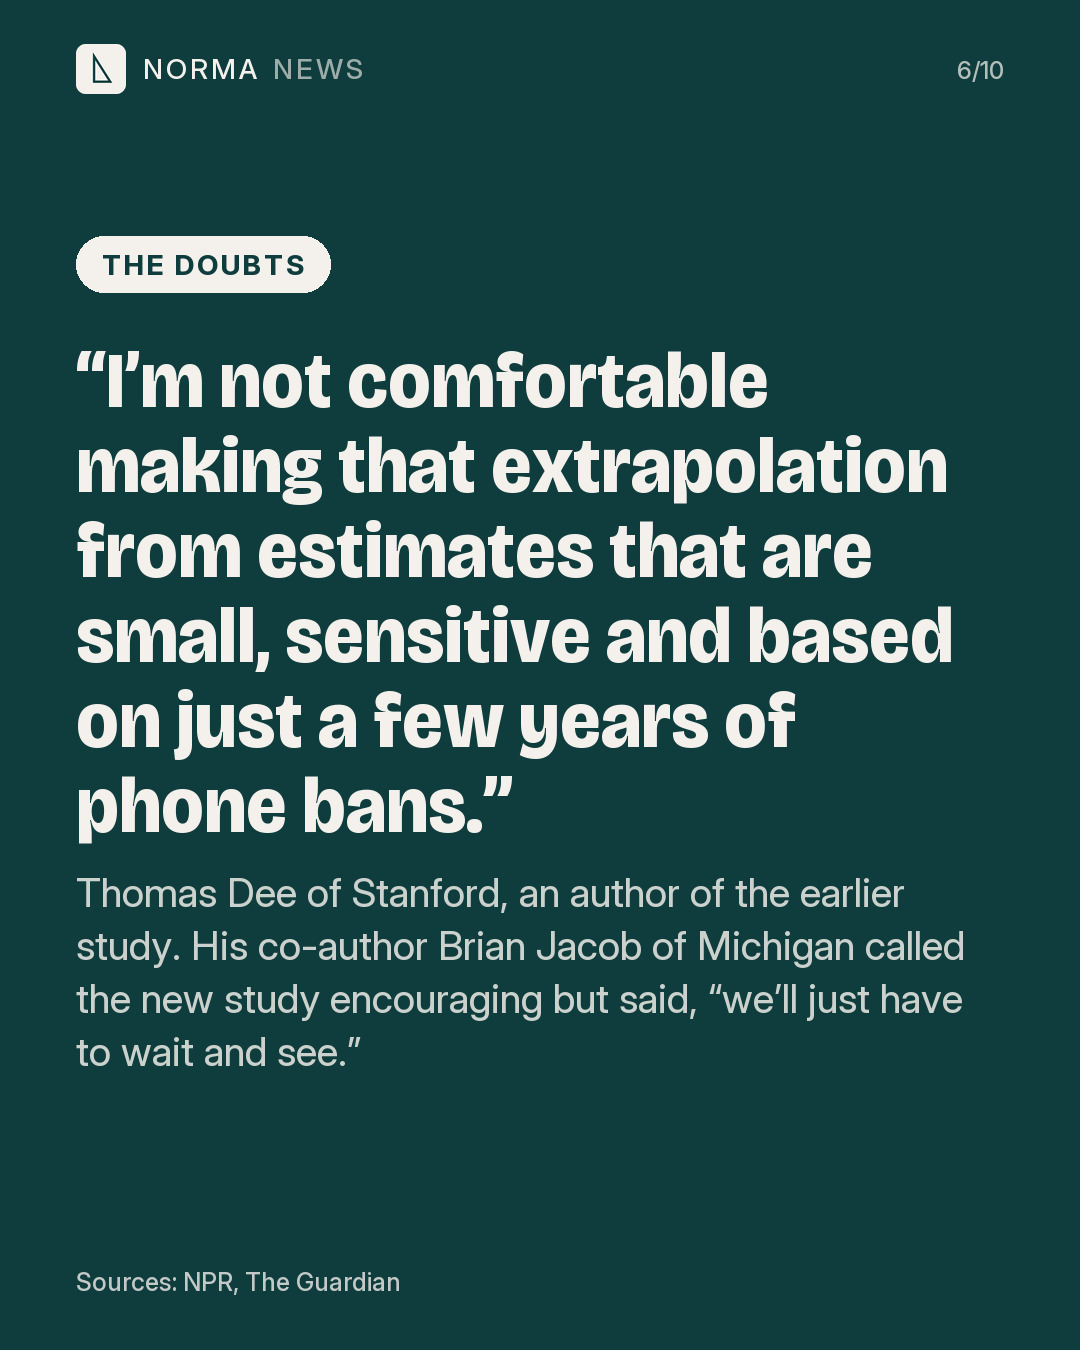 NORMA NEWS
6/10
THE DOUBTS
“I’m not comfortable
making that extrapolation
from estimates that are
small, sensitive and based
on just a few years of
phone bans.”
Thomas Dee of Stanford, an author of the earlier
study. His co-author Brian Jacob of Michigan called
the new study encouraging but said, “we’ll just have
to wait and see.”
Sources: NPR, The Guardian